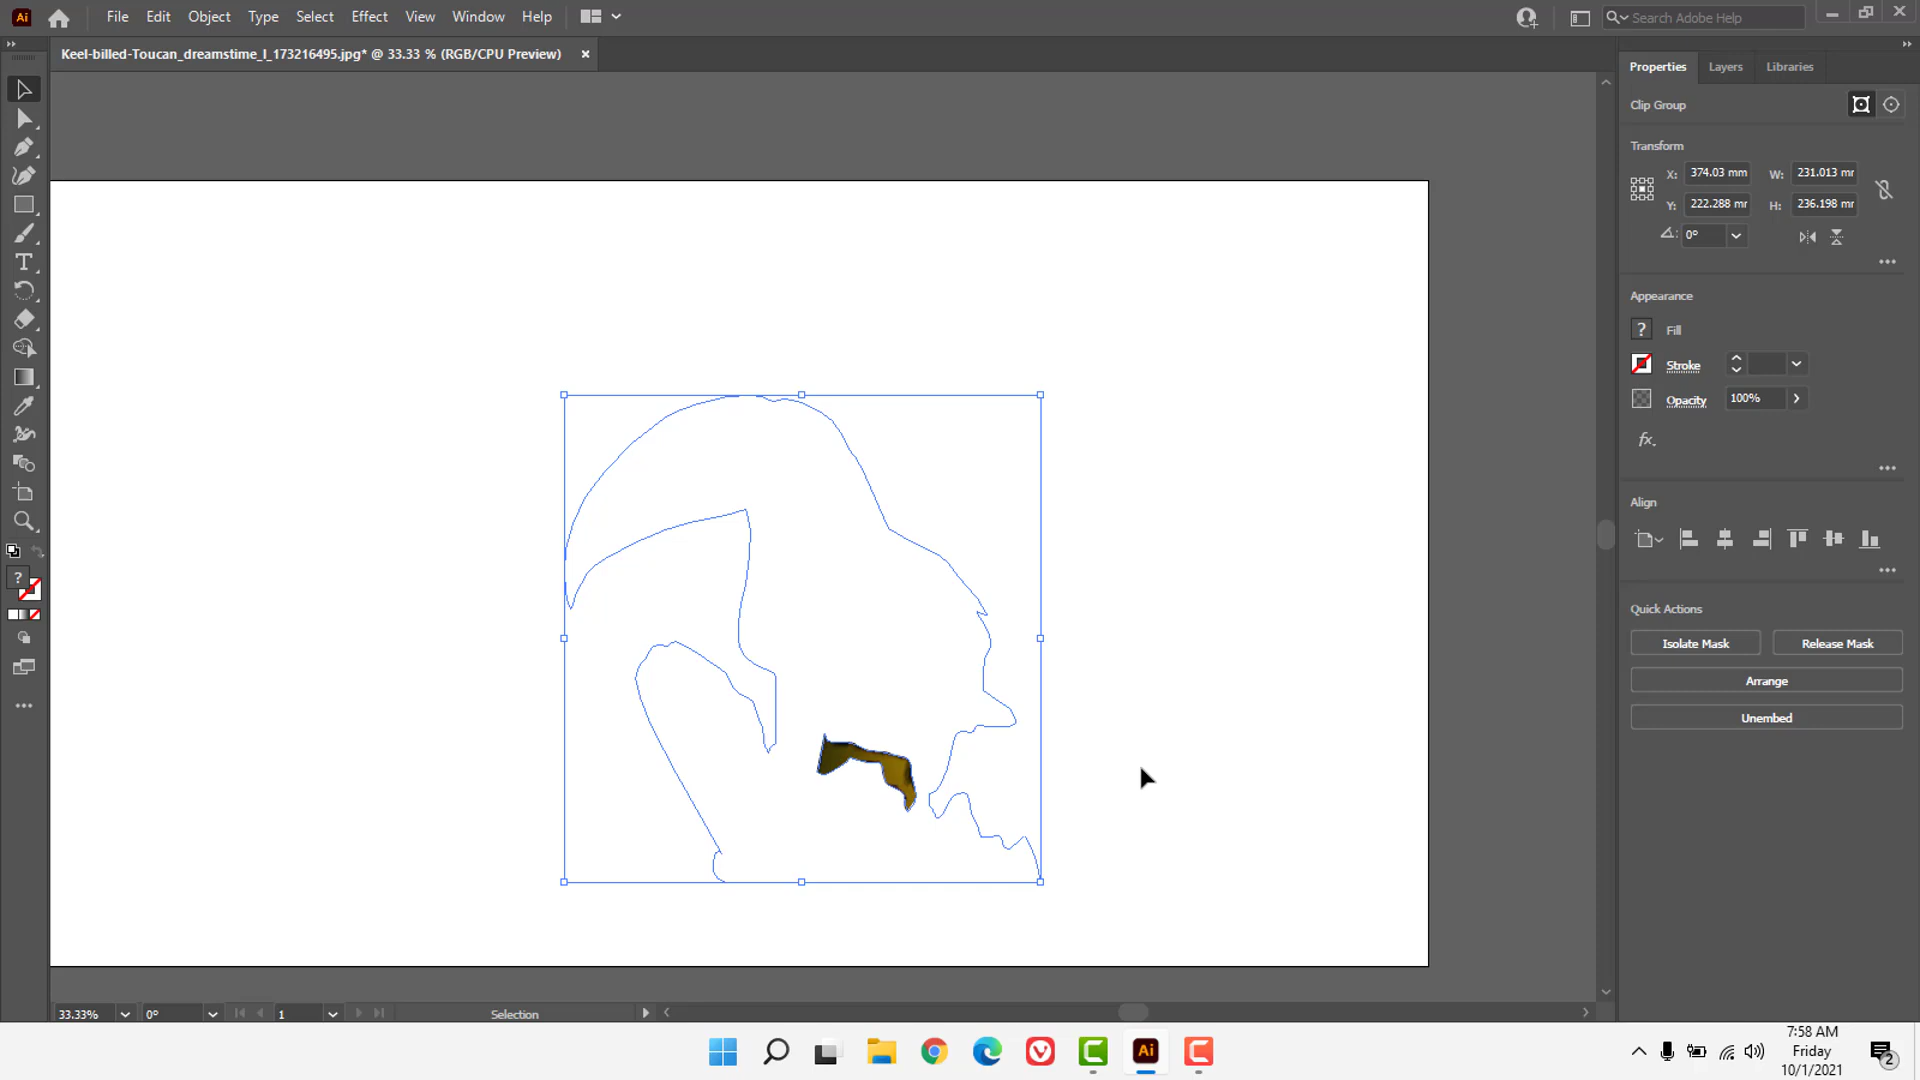 Ai File Edit Object Type Select Effect View Window Help Search Adobe Help
Keel-billed-Toucan_dreamstime_l_173216495.jpg* @ 33.33 % (RGB/CPU Preview)
Properties Layers Libraries
Clip Group
Transform
X: 374.03 mm W: 231.013 mr
Y: 222.288 mr H: 236.198 mr
0°
Appearance
? Fill
Stroke
Opacity 100%
fx.
Align
Quick Actions
Isolate Mask Release Mask
Arrange
Unembed
?
33.33% 0° 1 Selection
Ai
7:58 AM
Friday
10/1/2021
2